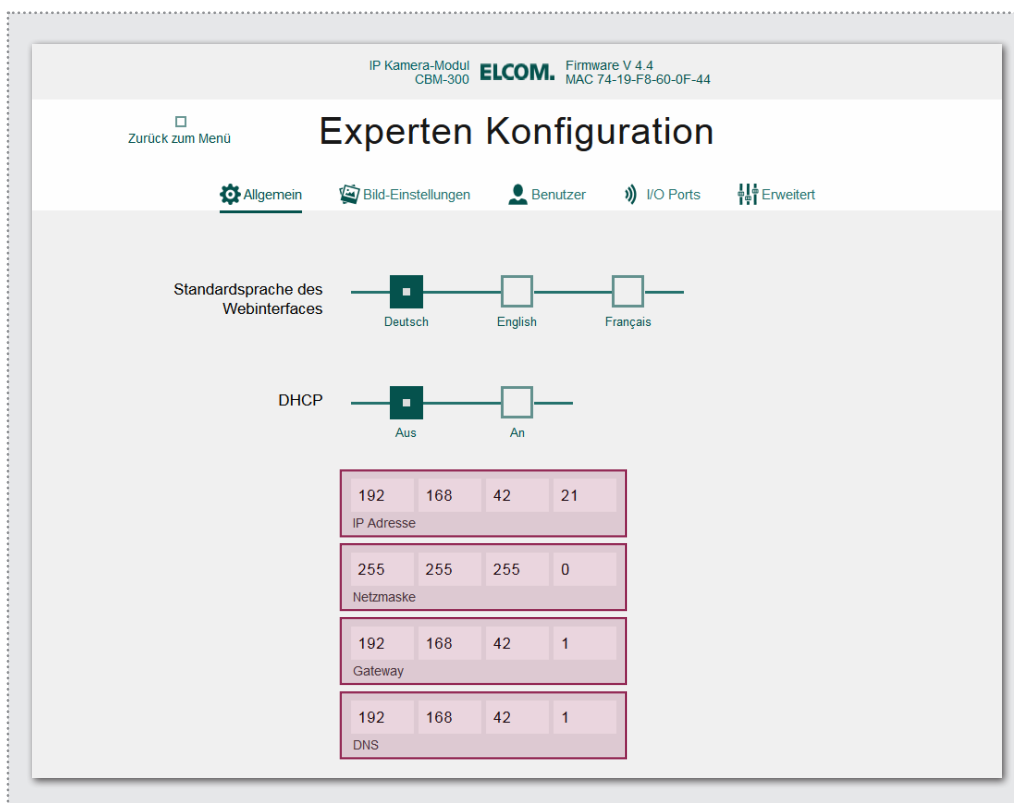 IP Kamera-Modul
CBM-300
ELCOM.
Firmware V 4.4
MAC 74-19-F8-60-0F-44
Zurück zum Menü
Experten Konfiguration
Allgemein
Bild-Einstellungen
Benutzer
I/O Ports
Erweitert
Standardsprache des
Webinterfaces
Deutsch
English
Français
DHCP
Aus
An
192 168 42 21
IP Adresse
255 255 255 0
Netzmaske
192 168 42 1
Gateway
192 168 42 1
DNS